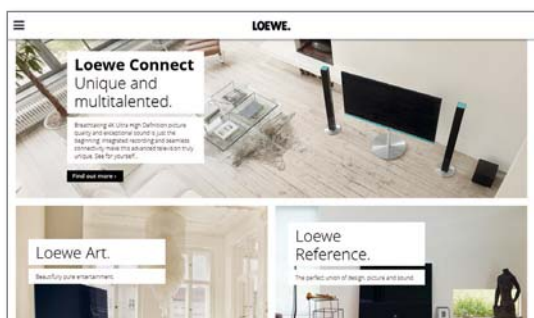 LOEWE.
Loewe Connect
Unique and
multitalented.
Breathtaking 4K Ultra High Definition picture
quality and exceptional sound is just the
beginning. Integrated recording and seamless
connectivity make this advanced television truly
unique. See for yourself...
Find out more ›
Loewe Art.
Beautifully pure entertainment.
Loewe
Reference.
The perfect union of design, picture and sound.